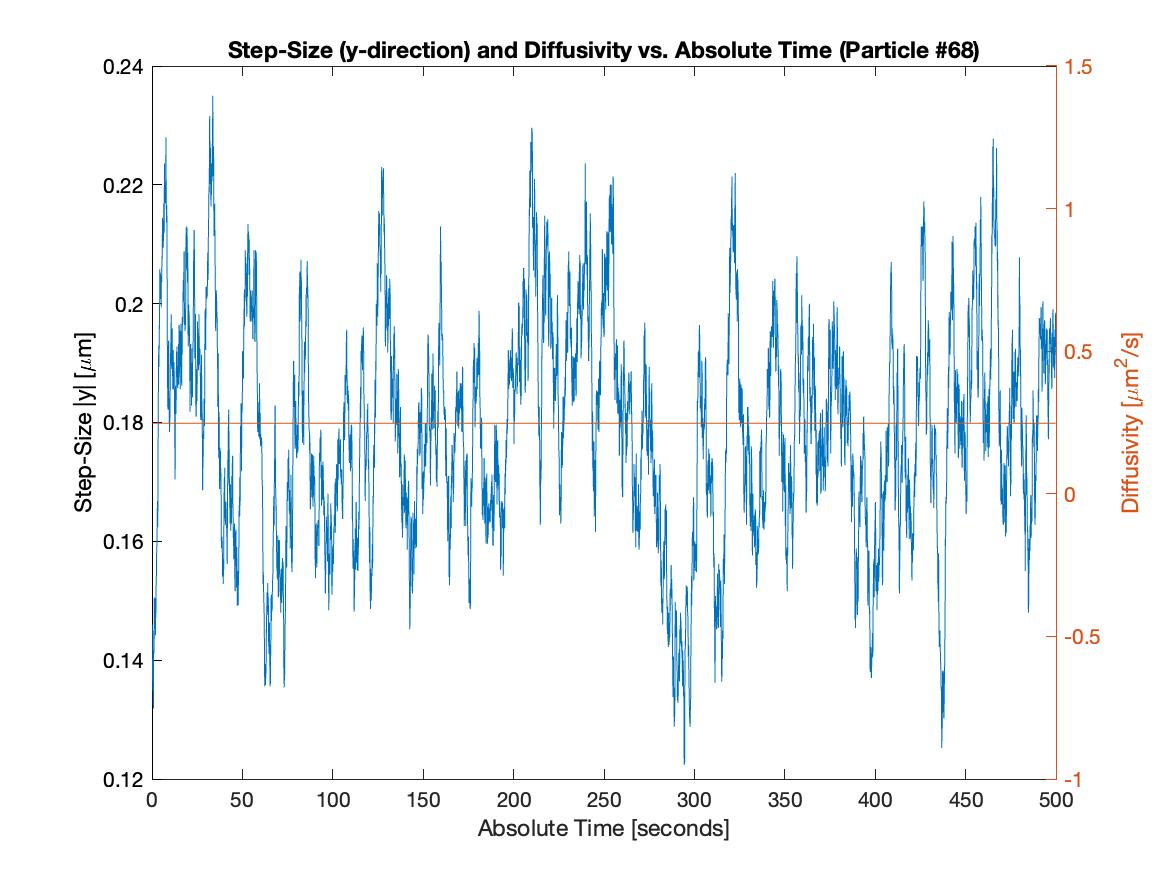 Step-Size (y-direction) and Diffusivity vs. Absolute Time (Particle #68)
0.24
0.22
0.2
0.18
0.16
0.14
0.12
Step-Size |y| [μm]
1.5
1
0.5
0
-0.5
-1
Diffusivity [μm²/s]
0 50 100 150 200 250 300 350 400 450 500
Absolute Time [seconds]